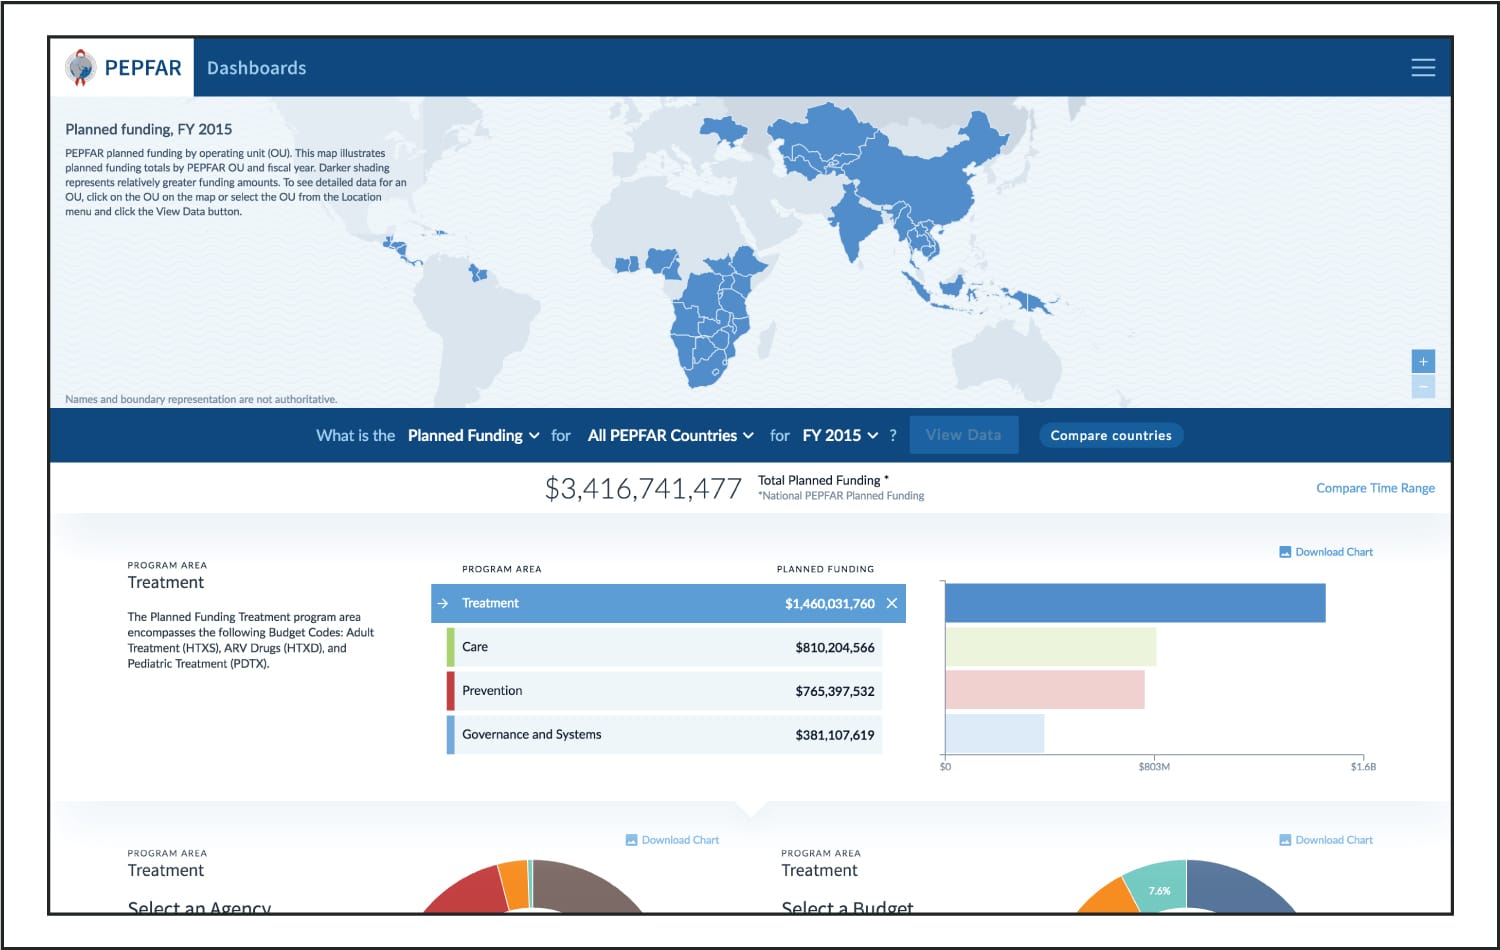 PEPFAR Dashboards
Planned funding, FY 2015
PEPFAR planned funding by operating unit (OU). This map illustrates
planned funding totals by PEPFAR OU and fiscal year. Darker shading
represents relatively greater funding amounts. To see detailed data for an
OU, click on the OU on the map or select the OU from the Location
menu and click the View Data button.
+
−
Names and boundary representation are not authoritative.
What is the Planned Funding for All PEPFAR Countries for FY 2015 ? View Data Compare countries
$3,416,741,477 Total Planned Funding *
*National PEPFAR Planned Funding
Compare Time Range
Download Chart
PROGRAM AREA
Treatment
The Planned Funding Treatment program area
encompasses the following Budget Codes: Adult
Treatment (HTXS), ARV Drugs (HTXD), and
Pediatric Treatment (PDTX).
PROGRAM AREA PLANNED FUNDING
Treatment $1,460,031,760
Care $810,204,566
Prevention $765,397,532
Governance and Systems $381,107,619
$0 $803M $1.6B
Download Chart
PROGRAM AREA
Treatment
Select an Agency
Download Chart
PROGRAM AREA
Treatment
Select a Budget
7.6%